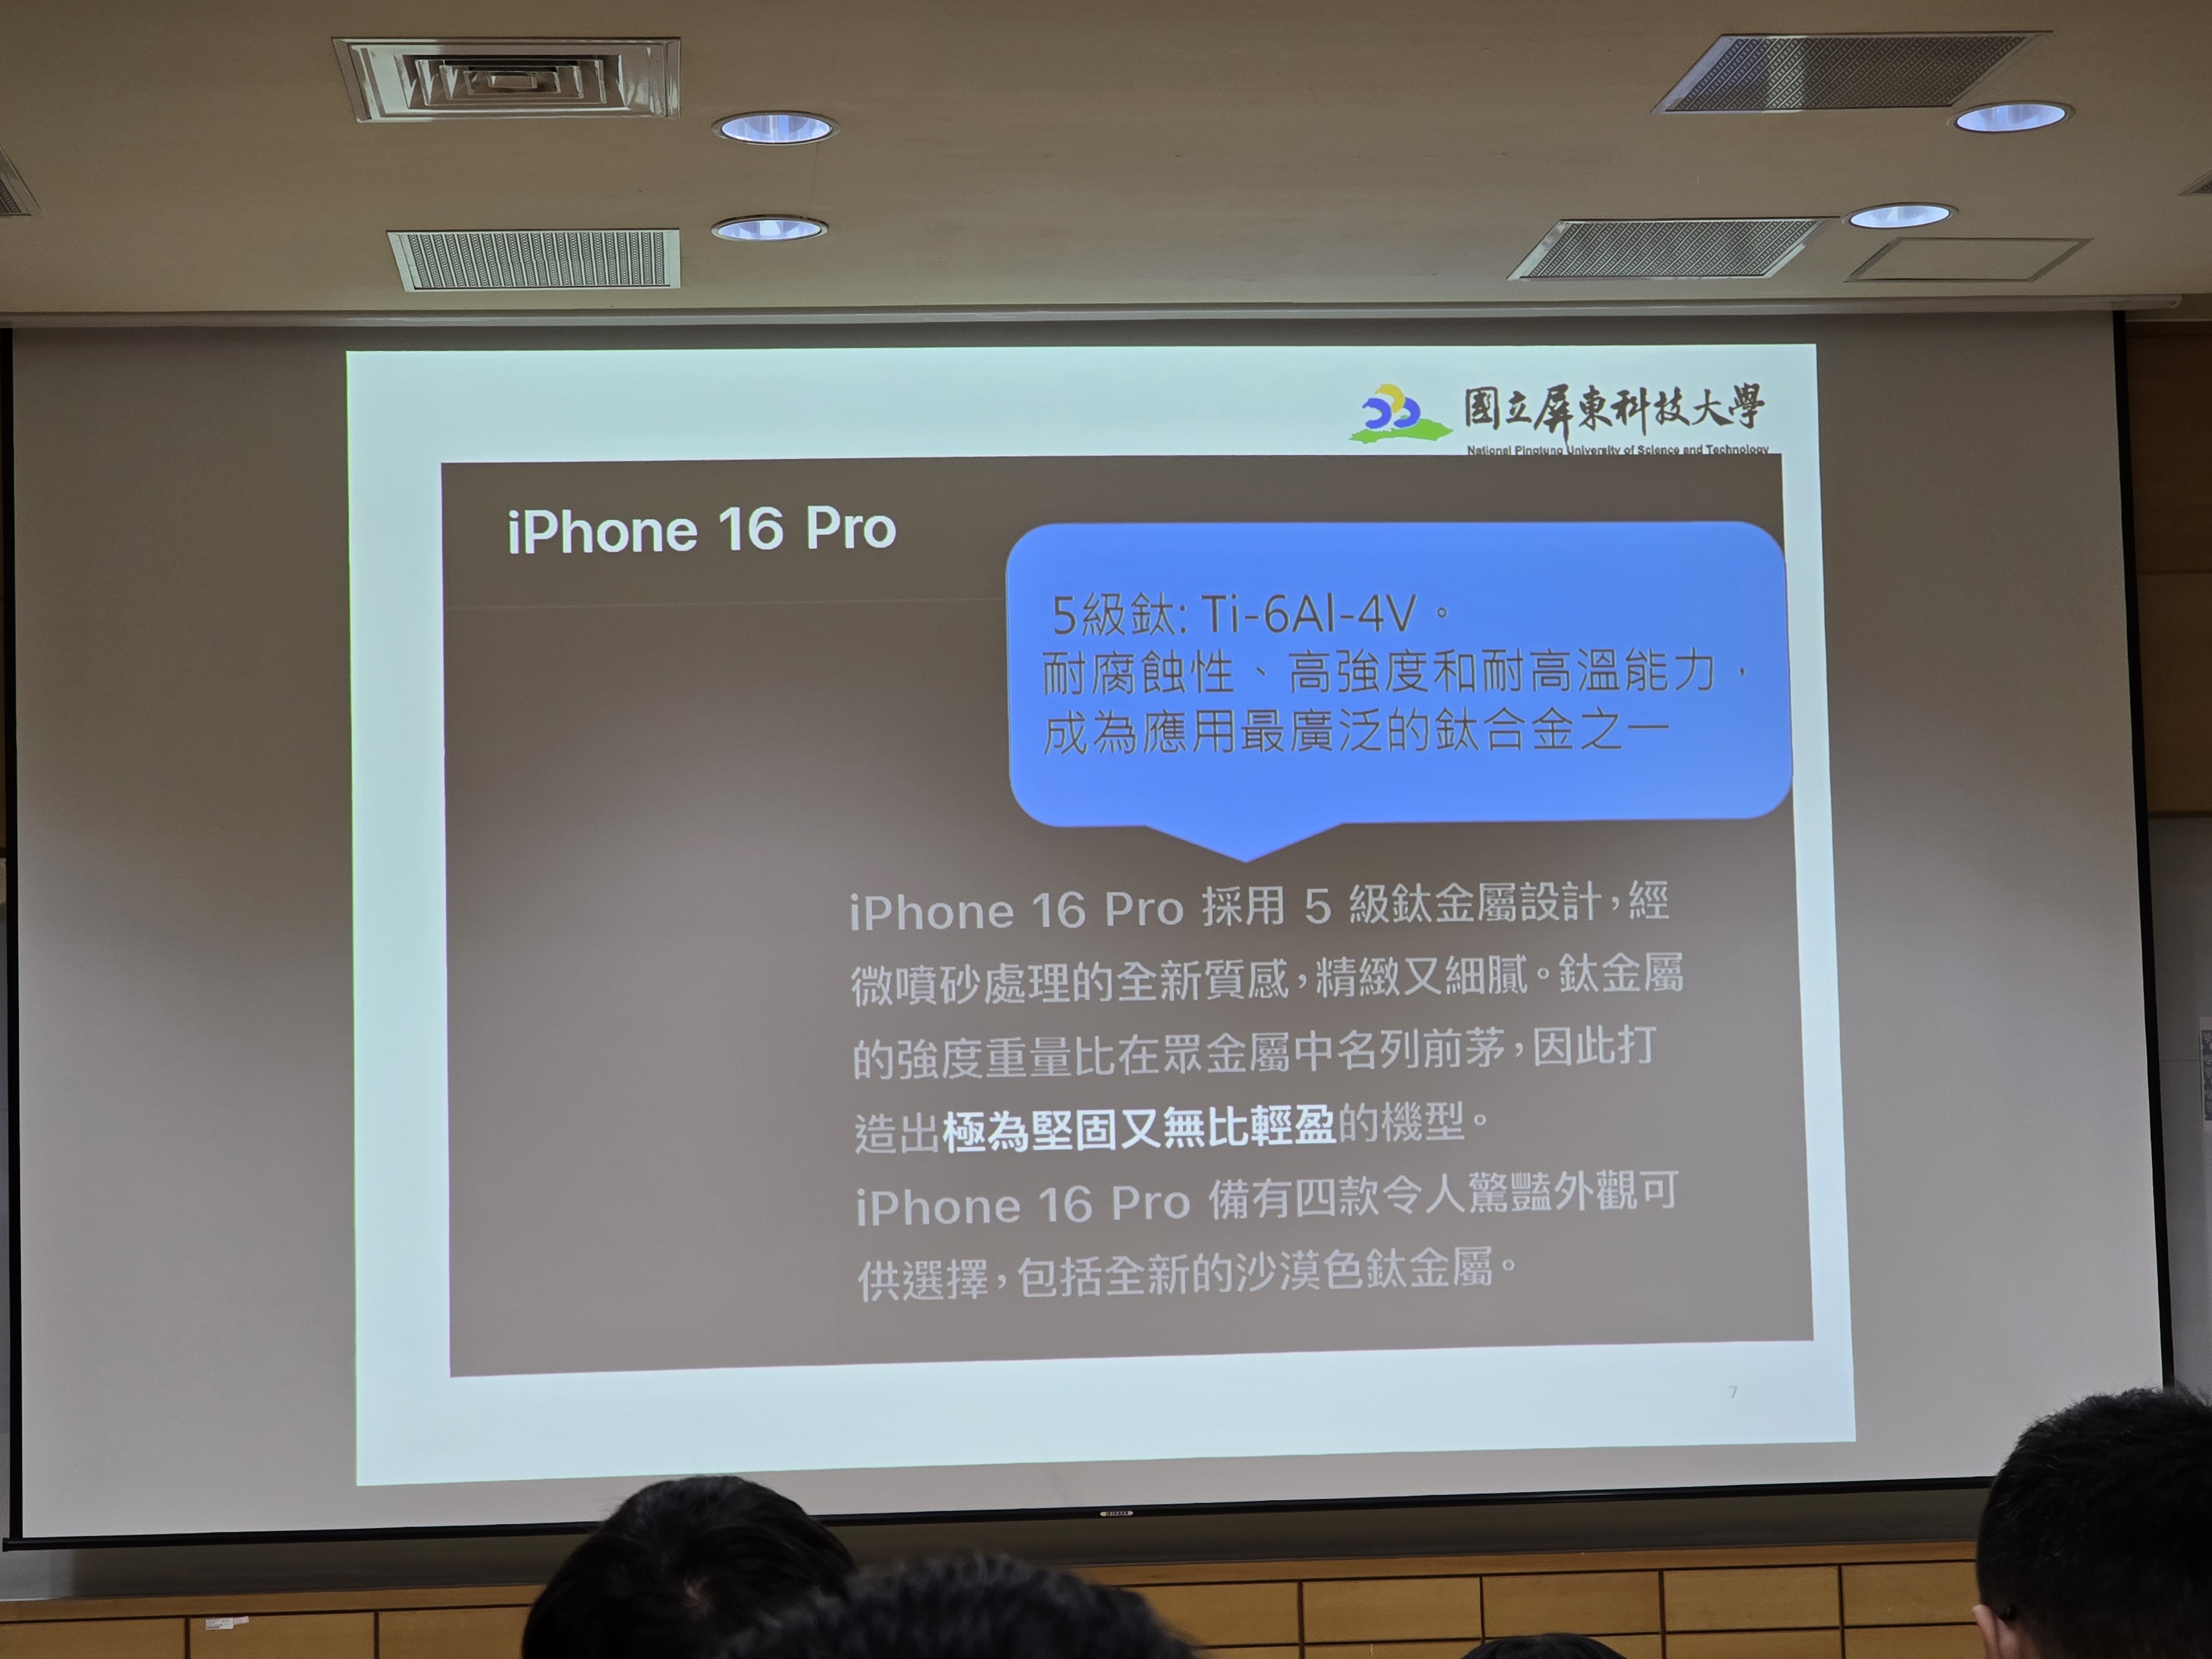 國立屏東科技大學
National Pingtung University of Science and Technology
iPhone 16 Pro
5級鈦: Ti-6Al-4V。
耐腐蝕性、高強度和耐高溫能力，
成為應用最廣泛的鈦合金之一
iPhone 16 Pro 採用 5 級鈦金屬設計，經
微噴砂處理的全新質感，精緻又細膩。鈦金屬
的強度重量比在眾金屬中名列前茅，因此打
造出極為堅固又無比輕盈的機型。
iPhone 16 Pro 備有四款令人驚豔外觀可
供選擇，包括全新的沙漠色鈦金屬。
7